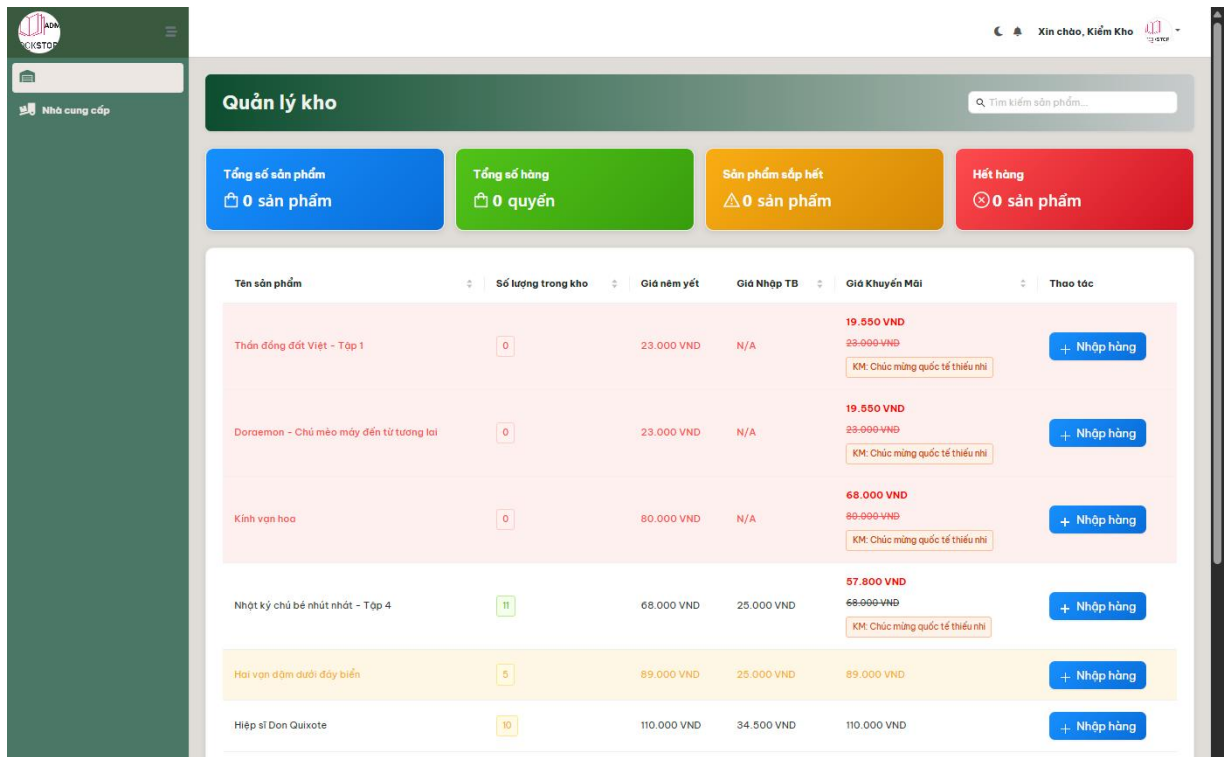 ADM
OCKSTOP
Xin chào, Kiểm Kho
Nhà cung cấp
Quản lý kho
Tìm kiếm sản phẩm...
Tổng số sản phẩm
0 sản phẩm
Tổng số hàng
0 quyển
Sản phẩm sắp hết
0 sản phẩm
Hết hàng
0 sản phẩm
Tên sản phẩm Số lượng trong kho Giá nêm yết Giá Nhập TB Giá Khuyến Mãi Thao tác
19.550 VND
Thần đồng đất Việt - Tập 1 0 23.000 VND N/A 23.000 VND + Nhập hàng
KM: Chúc mừng quốc tế thiếu nhi
19.550 VND
Doraemon - Chú mèo máy đến từ tương lai 0 23.000 VND N/A 23.000 VND + Nhập hàng
KM: Chúc mừng quốc tế thiếu nhi
68.000 VND
Kính vạn hoa 0 80.000 VND N/A 80.000 VND + Nhập hàng
KM: Chúc mừng quốc tế thiếu nhi
57.800 VND
Nhật ký chú bé nhút nhát - Tập 4 11 68.000 VND 25.000 VND 68.000 VND + Nhập hàng
KM: Chúc mừng quốc tế thiếu nhi
Hai vạn dặm dưới đáy biển 5 89.000 VND 25.000 VND 89.000 VND + Nhập hàng
Hiệp sĩ Don Quixote 10 110.000 VND 34.500 VND 110.000 VND + Nhập hàng